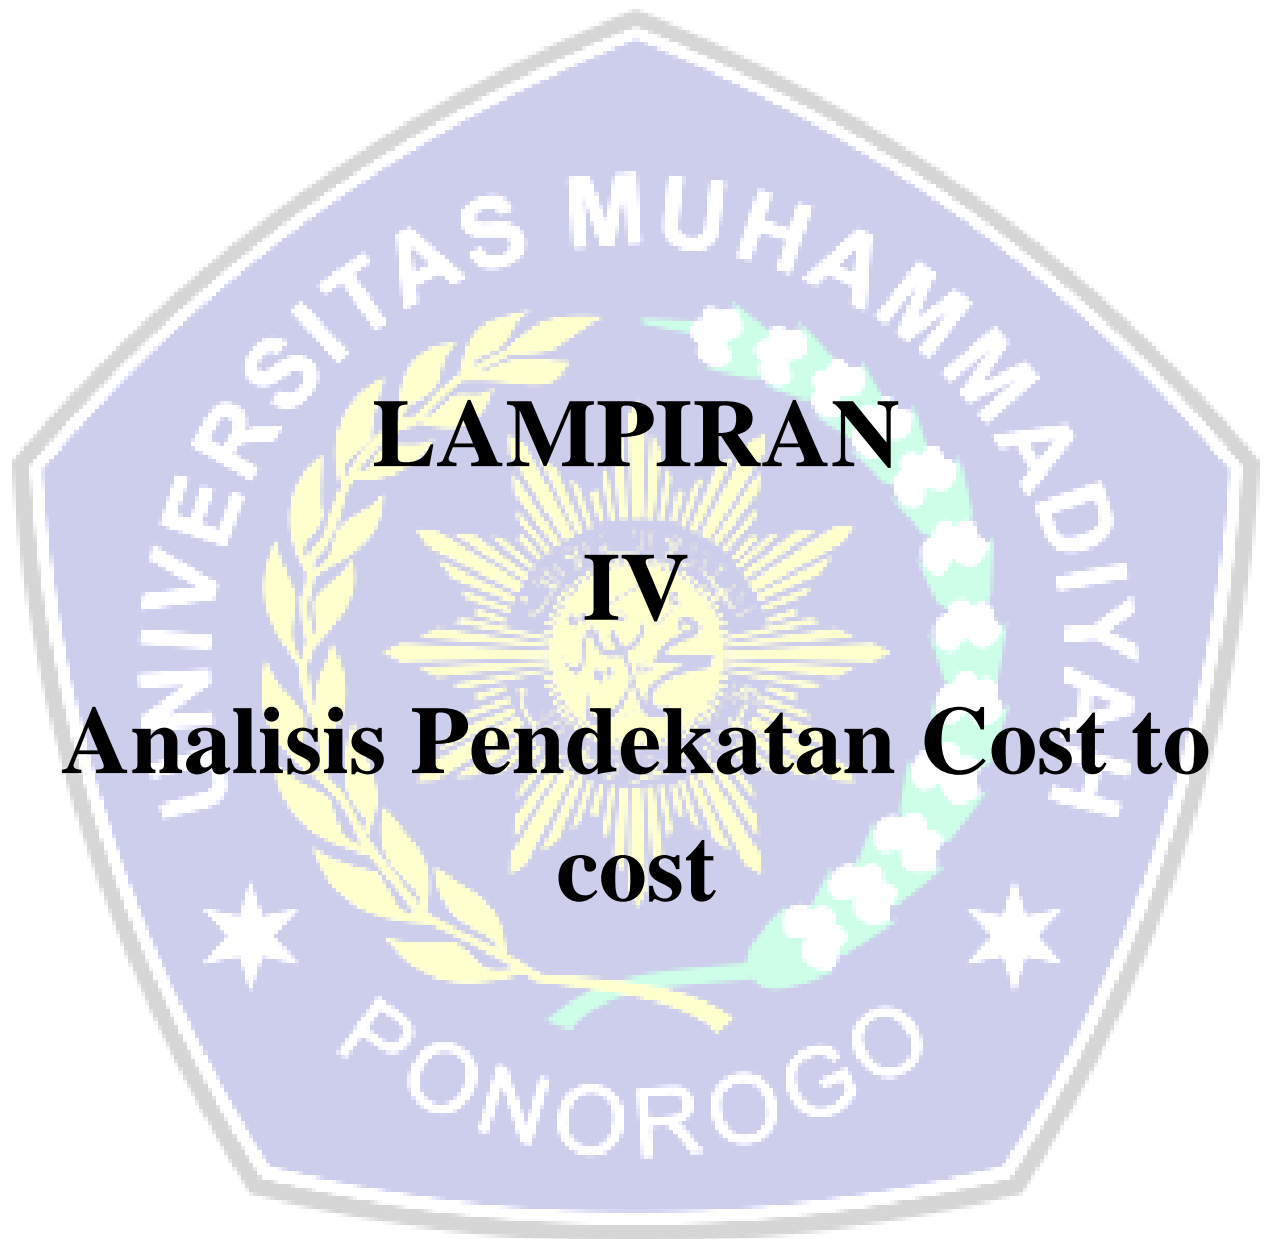 UNIVERSITAS MUHAMMADIYAH
LAMPIRAN
IV
Analisis Pendekatan Cost to
cost
PONOROGO